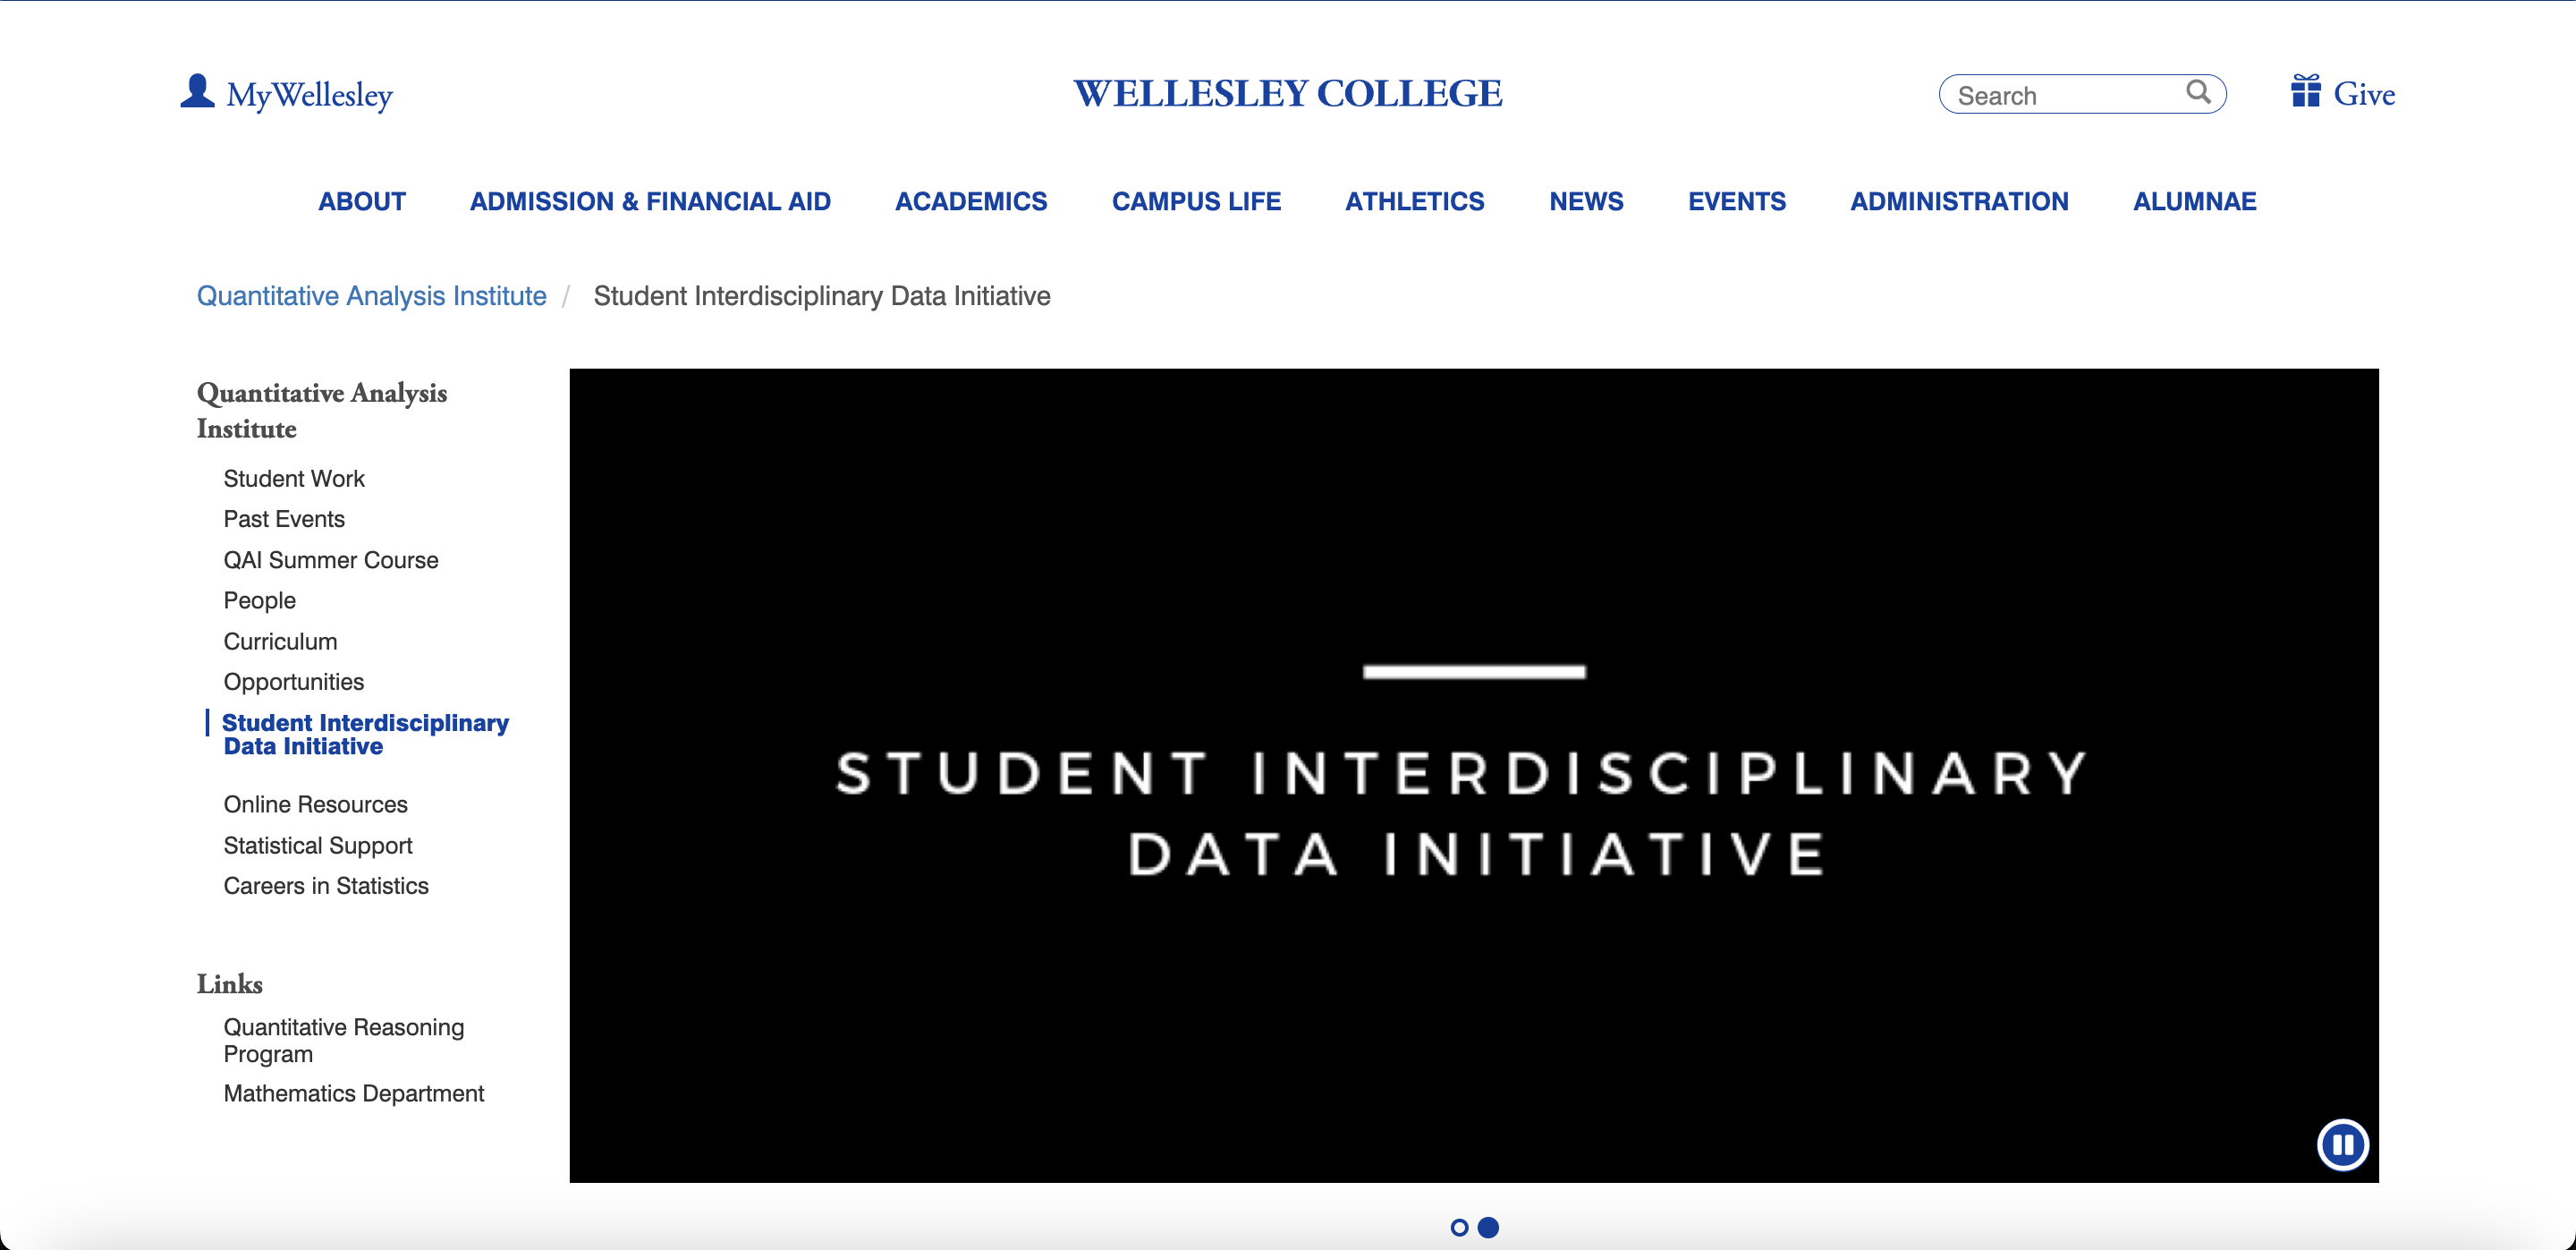 MyWellesley
WELLESLEY COLLEGE
Search
Give
ABOUT ADMISSION & FINANCIAL AID ACADEMICS CAMPUS LIFE ATHLETICS NEWS EVENTS ADMINISTRATION ALUMNAE
Quantitative Analysis Institute / Student Interdisciplinary Data Initiative
Quantitative Analysis
Institute
Student Work
Past Events
QAI Summer Course
People
Curriculum
Opportunities
Student Interdisciplinary
Data Initiative
Online Resources
Statistical Support
Careers in Statistics
Links
Quantitative Reasoning
Program
Mathematics Department
STUDENT INTERDISCIPLINARY
DATA INITIATIVE